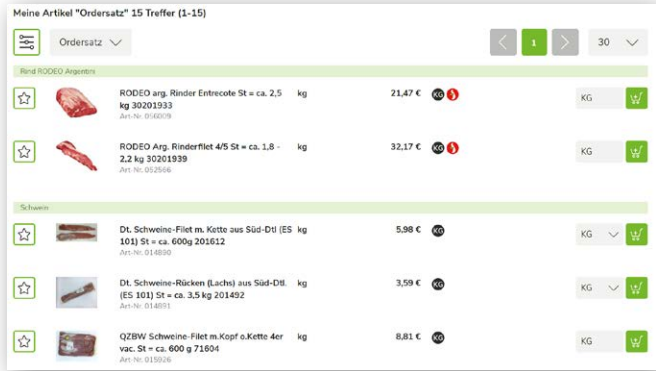 Meine Artikel "Ordersatz" 15 Treffer (1-15)
Ordersatz 1 30
Rind RODEO Argentini
RODEO arg. Rinder Entrecote St = ca. 2,5 kg 21,47 € KG KG
kg 30201933
Art-Nr. 056009
RODEO Arg. Rinderfilet 4/5 St = ca. 1,8 - kg 32,17 € KG KG
2,2 kg 30201939
Art-Nr. 052566
Schwein
Dt. Schweine-Filet m. Kette aus Süd-Dtl (ES kg 5,98 € KG KG
101) St = ca. 600g 201612
Art-Nr. 014890
Dt. Schweine-Rücken (Lachs) aus Süd-Dtl. kg 3,59 € KG KG
(ES 101) St = ca. 3,5 kg 201492
Art-Nr. 014891
QZBW Schweine-Filet m.Kopf o.Kette 4er kg 8,81 € KG KG
vac. St = ca. 600 g 71604
Art-Nr. 015926